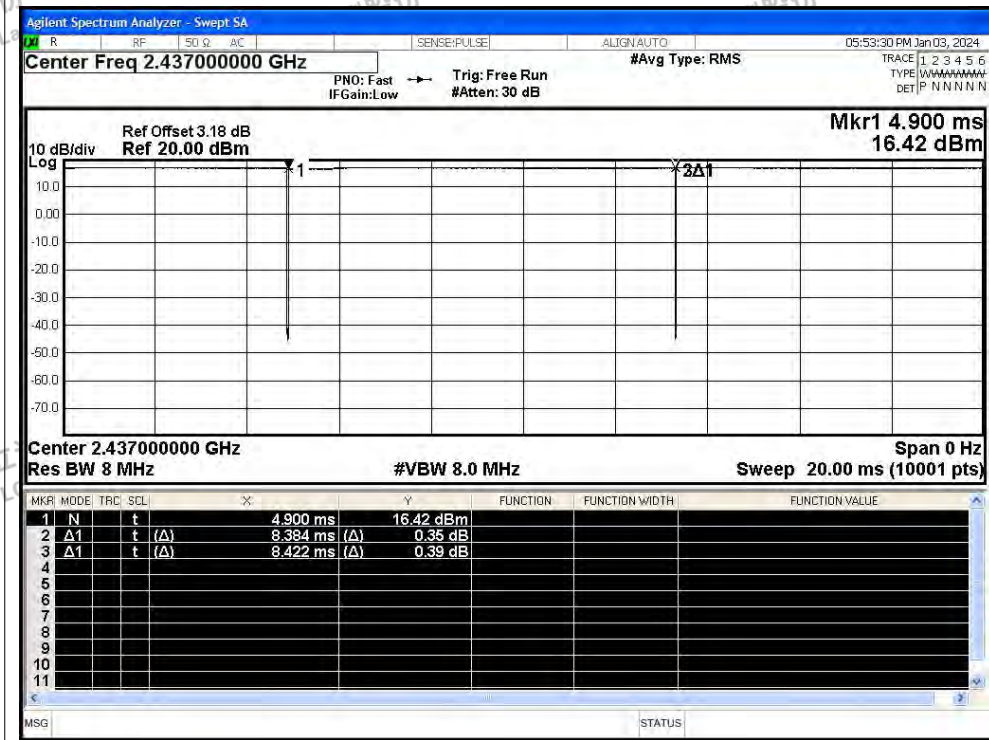 Agilent Spectrum Analyzer - Swept SA
R RF 50 Ω AC SENSE:PULSE ALIGN AUTO 05:53:30 PM Jan 03, 2024
Center Freq 2.437000000 GHz #Avg Type: RMS TRACE 1 2 3 4 5 6
PNO: Fast Trig: Free Run TYPE
IFGain:Low #Atten: 30 dB DET P N N N N N
Mkr1 4.900 ms
Ref Offset 3.18 dB
10 dB/div Ref 20.00 dBm 16.42 dBm
Log
1 3Δ1
10.0
0.00
-10.0
-20.0
-30.0
-40.0
-50.0
-60.0
-70.0
Center 2.437000000 GHz Span 0 Hz
Res BW 8 MHz #VBW 8.0 MHz Sweep 20.00 ms (10001 pts)
MKR MODE TRC SCL X Y FUNCTION FUNCTION WIDTH FUNCTION VALUE
1 N t 4.900 ms 16.42 dBm
2 Δ1 t (Δ) 8.384 ms (Δ) 0.35 dB
3 Δ1 t (Δ) 8.422 ms (Δ) 0.39 dB
4
5
6
7
8
9
10
11
MSG STATUS